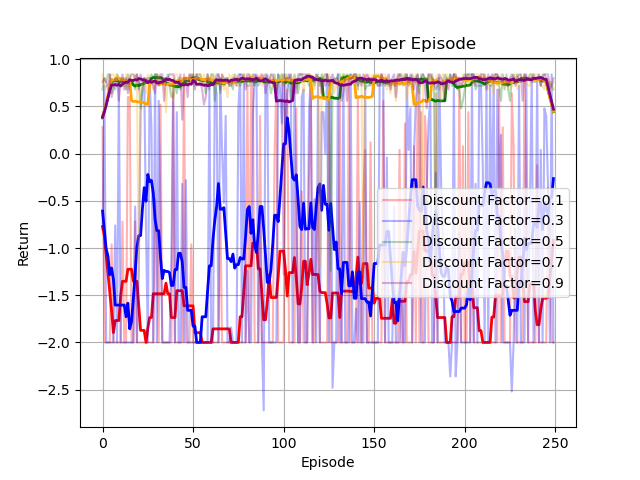 DQN Evaluation Return per Episode
1.0
0.5
0.0
−0.5
−1.0
−1.5
−2.0
−2.5
Return
Discount Factor=0.1
Discount Factor=0.3
Discount Factor=0.5
Discount Factor=0.7
Discount Factor=0.9
0 50 100 150 200 250
Episode